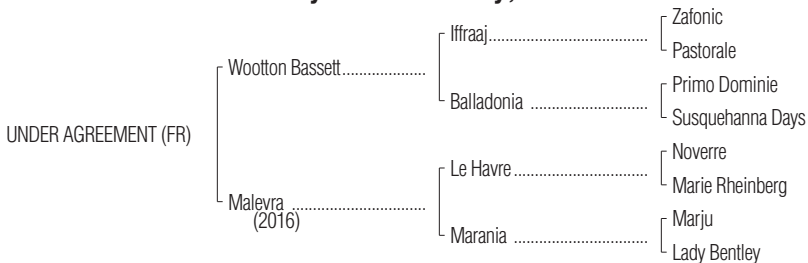 Zafonic
Iffraaj
Pastorale
Wootton Bassett
Primo Dominie
Balladonia
Susquehanna Days
UNDER AGREEMENT (FR)
Noverre
Le Havre
Marie Rheinberg
Malevra
(2016)
Marju
Marania
Lady Bentley